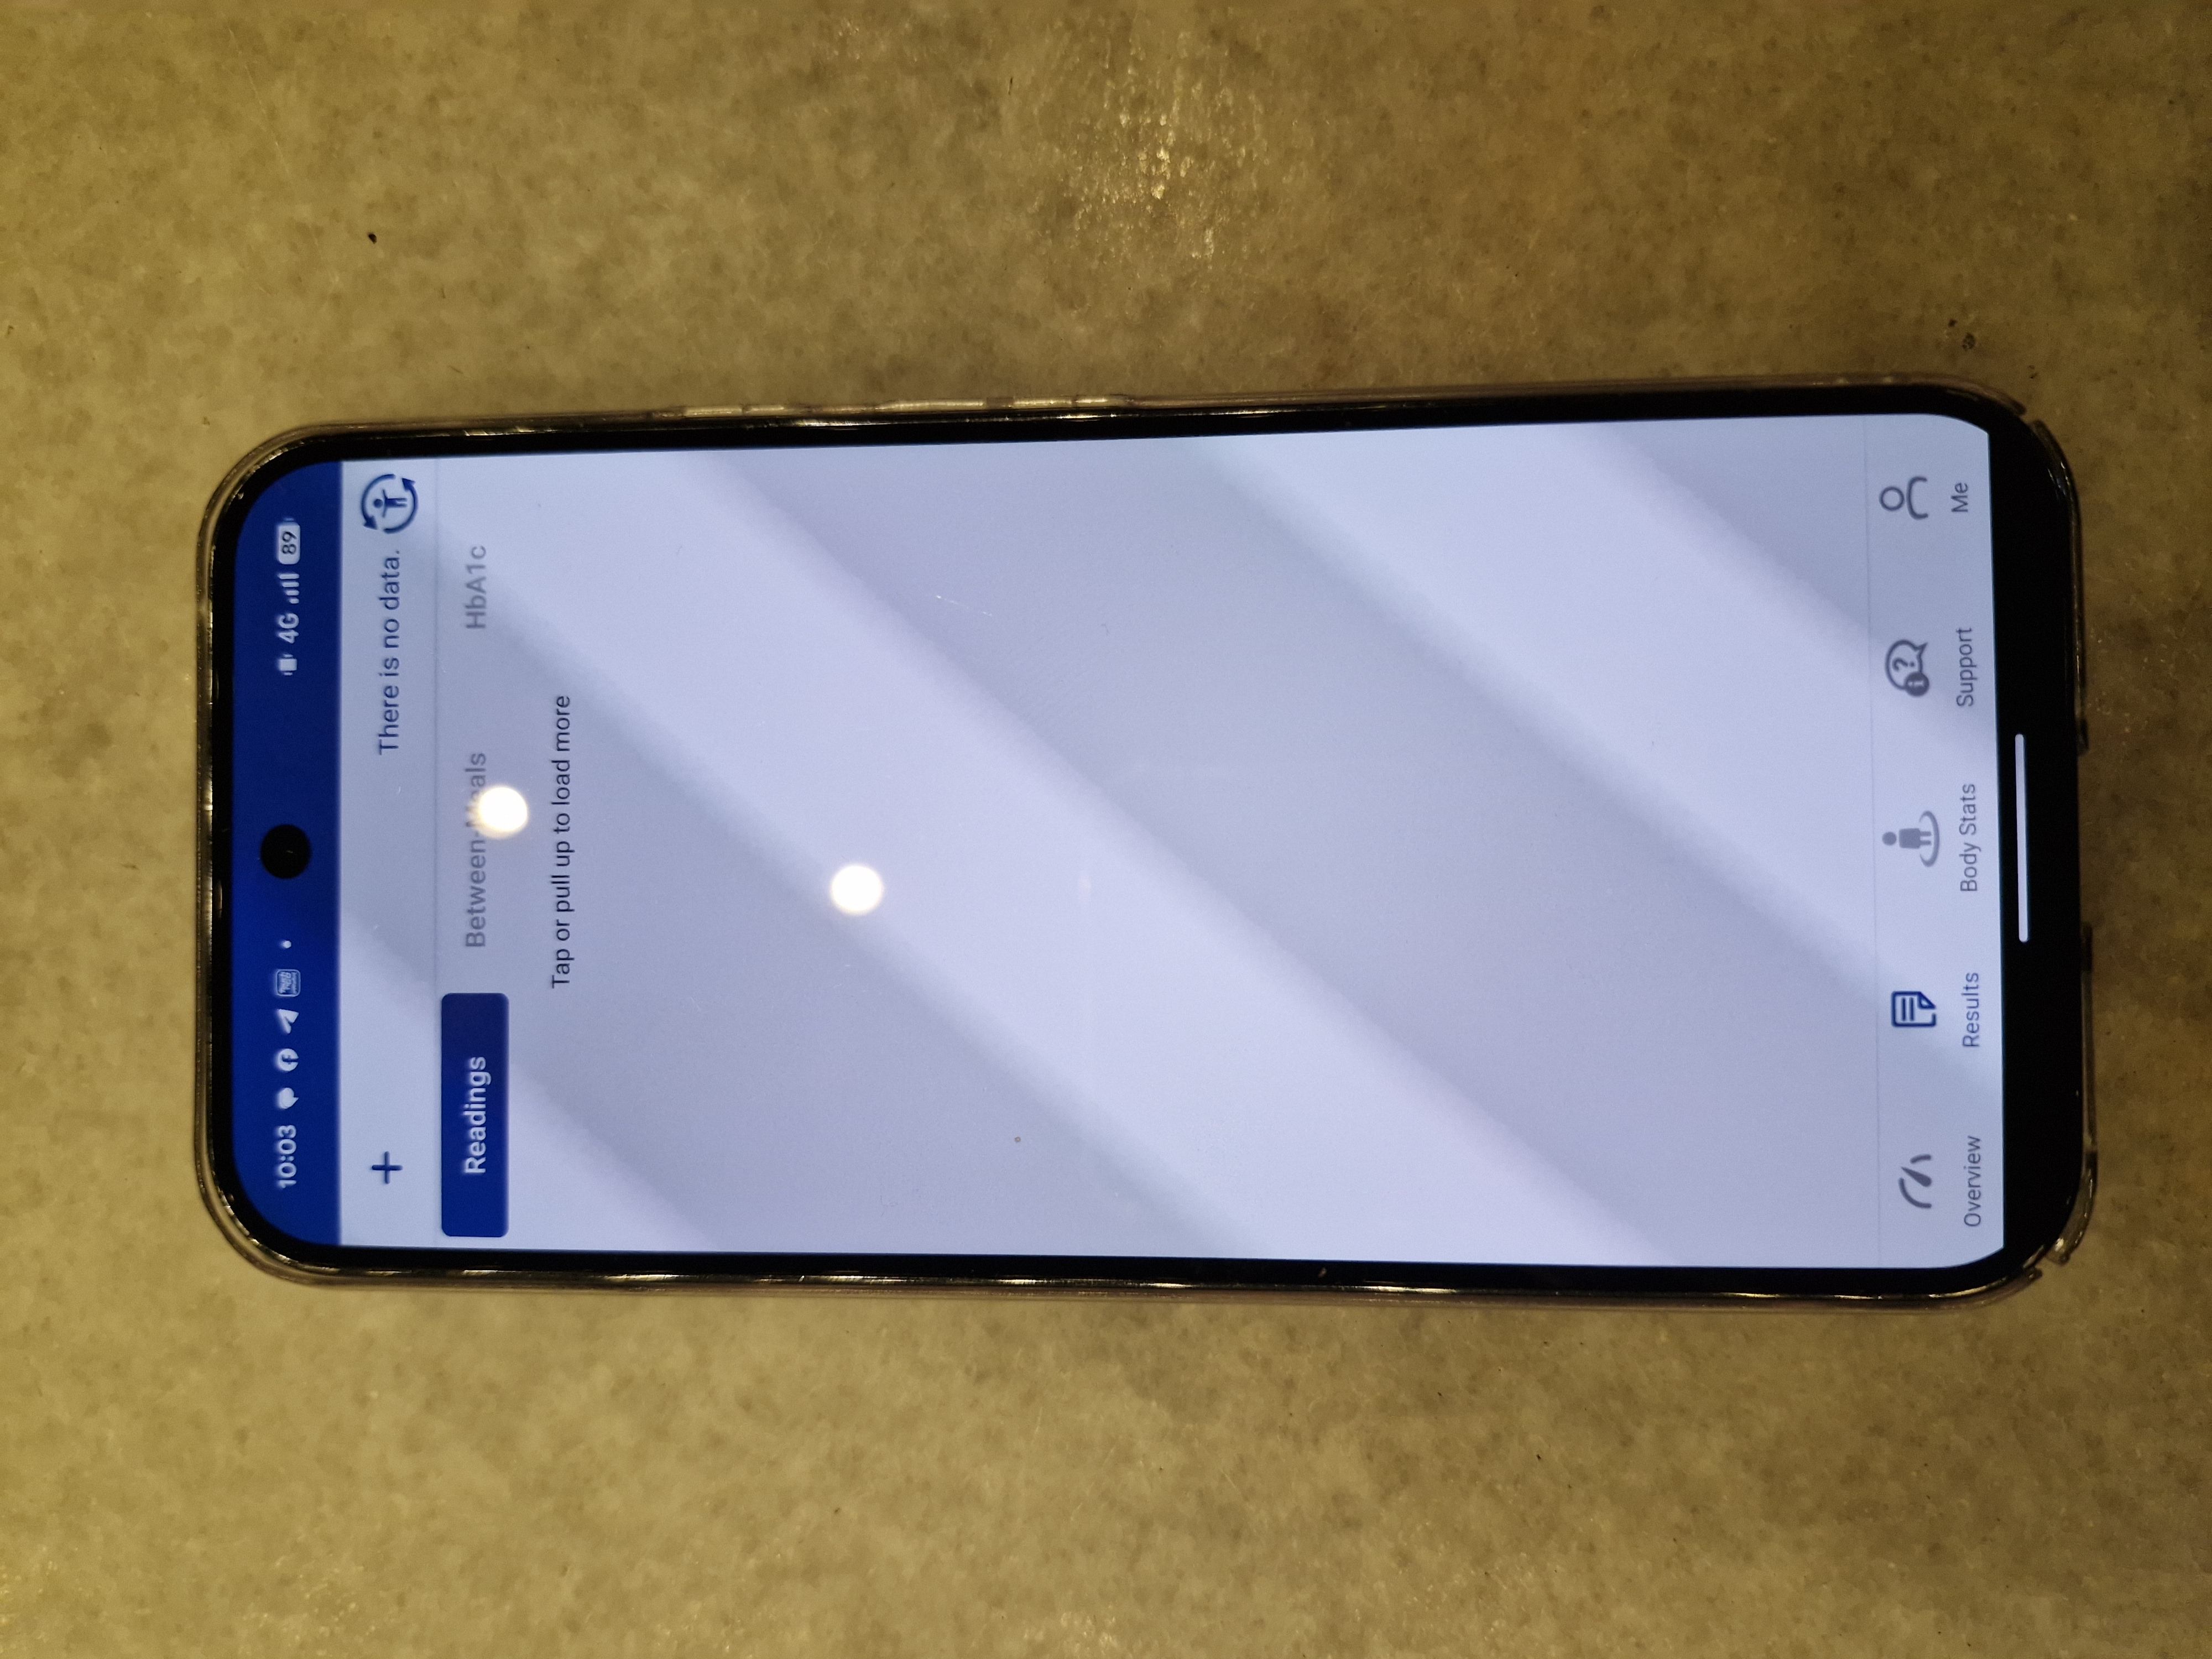 10:03 4G 89
+ There is no data.
Readings Between-Meals HbA1c
Tap or pull up to load more
Overview Results Body Stats Support Me